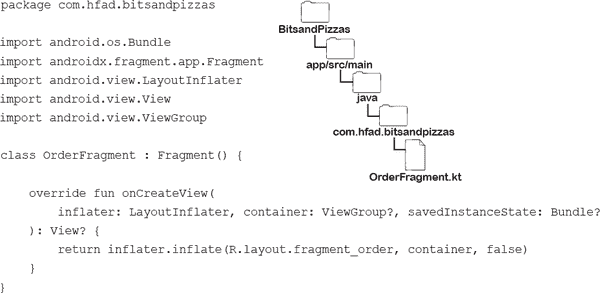 package com.hfad.bitsandpizzas
import android.os.Bundle
import androidx.fragment.app.Fragment
import android.view.LayoutInflater
import android.view.View
import android.view.ViewGroup
class OrderFragment : Fragment() {
override fun onCreateView(
inflater: LayoutInflater, container: ViewGroup?, savedInstanceState: Bundle?
): View? {
return inflater.inflate(R.layout.fragment_order, container, false)
}
}
BitsandPizzas
app/src/main
java
com.hfad.bitsandpizzas
OrderFragment.kt